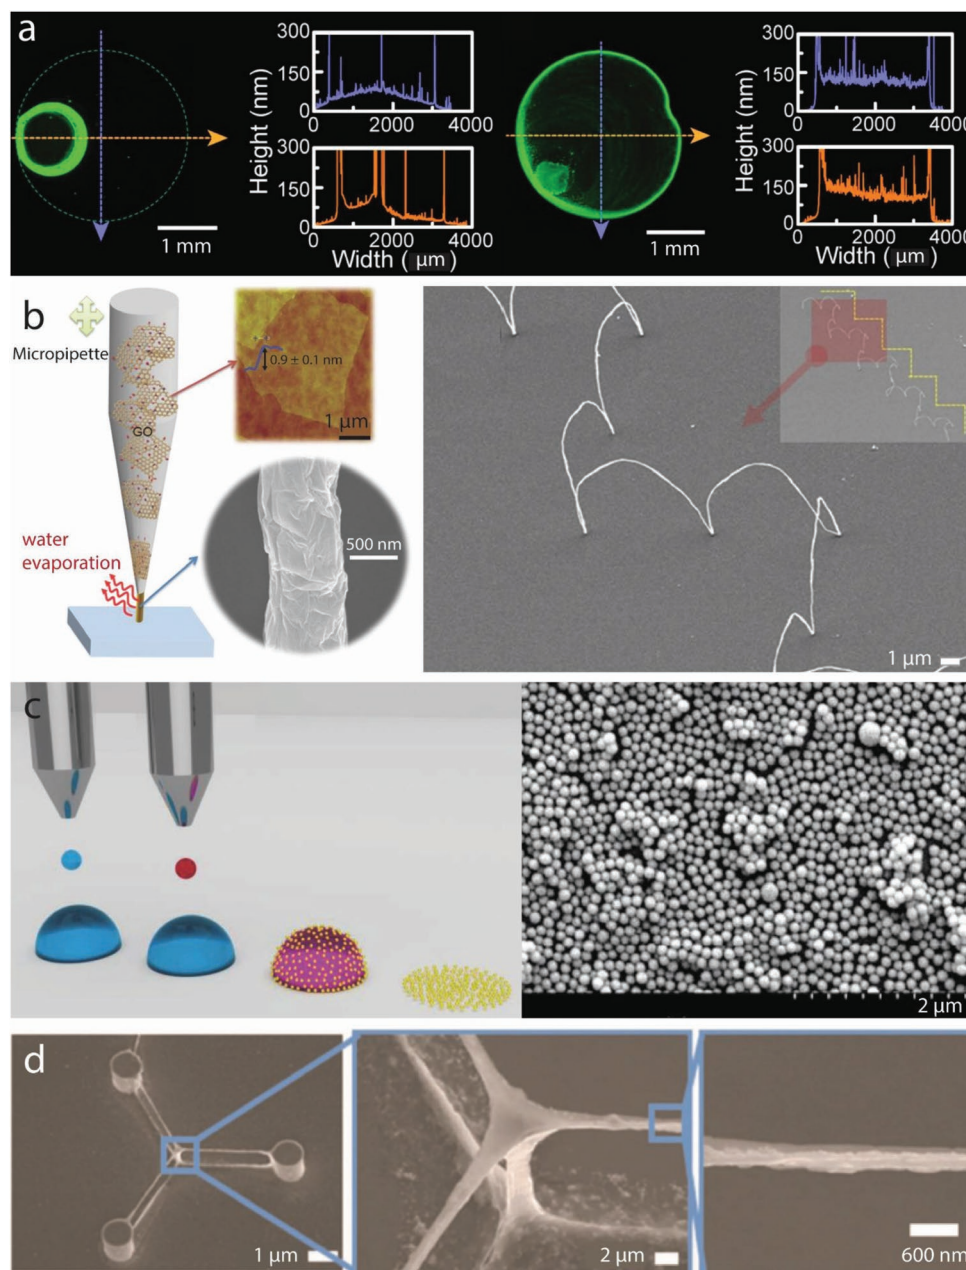 a
Height (nm)
300
150
0
300
150
0
0 2000 4000
Width ( μm )
1 mm
Height (nm)
300
150
0
300
150
0
0 2000 4000
Width ( μm )
1 mm
b
Micropipette
GO
water
evaporation
0.9 ± 0.1 nm
1 μm
500 nm
1 μm
c
2 μm
d
1 μm
2 μm
600 nm